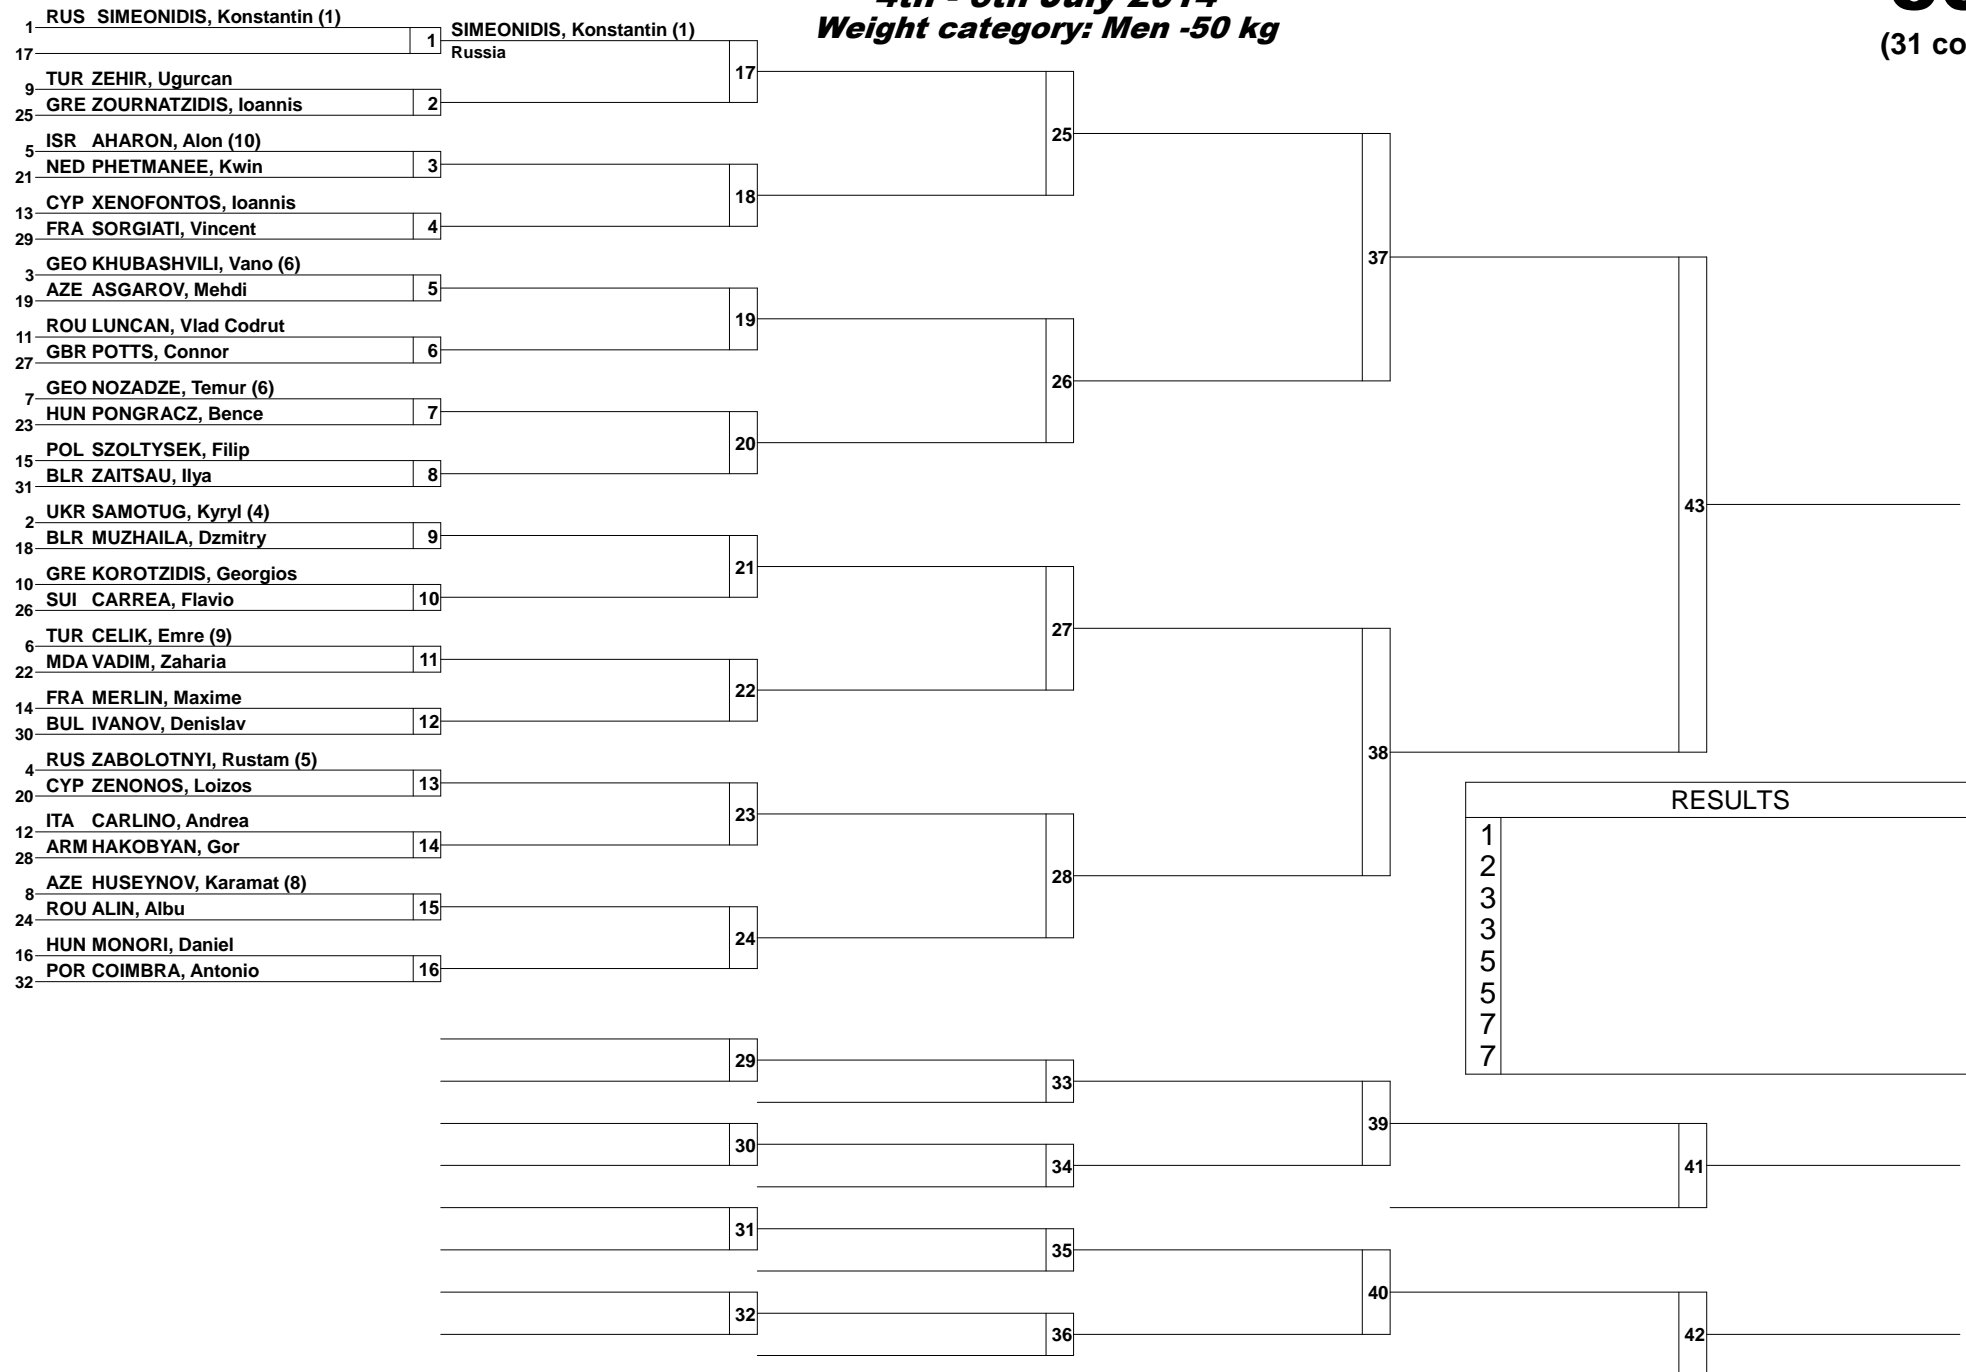 Weight category: Men -50 kg
(31 co
1 RUS SIMEONIDIS, Konstantin (1)
17
1
SIMEONIDIS, Konstantin (1)
Russia
9 TUR ZEHIR, Ugurcan
25 GRE ZOURNATZIDIS, Ioannis
2
17
5 ISR AHARON, Alon (10)
21 NED PHETMANEE, Kwin
3
13 CYP XENOFONTOS, Ioannis
29 FRA SORGIATI, Vincent
4
18
25
3 GEO KHUBASHVILI, Vano (6)
19 AZE ASGAROV, Mehdi
5
11 ROU LUNCAN, Vlad Codrut
27 GBR POTTS, Connor
6
19
7 GEO NOZADZE, Temur (6)
23 HUN PONGRACZ, Bence
7
15 POL SZOLTYSEK, Filip
31 BLR ZAITSAU, Ilya
8
20
26
37
2 UKR SAMOTUG, Kyryl (4)
18 BLR MUZHAILA, Dzmitry
9
10 GRE KOROTZIDIS, Georgios
26 SUI CARREA, Flavio
10
21
6 TUR CELIK, Emre (9)
22 MDA VADIM, Zaharia
11
14 FRA MERLIN, Maxime
30 BUL IVANOV, Denislav
12
22
27
4 RUS ZABOLOTNYI, Rustam (5)
20 CYP ZENONOS, Loizos
13
12 ITA CARLINO, Andrea
28 ARM HAKOBYAN, Gor
14
23
8 AZE HUSEYNOV, Karamat (8)
24 ROU ALIN, Albu
15
16 HUN MONORI, Daniel
32 POR COIMBRA, Antonio
16
24
28
38
43
RESULTS
1
2
3
3
5
5
7
7
29
33
30
34
39
41
31
35
32
36
40
42